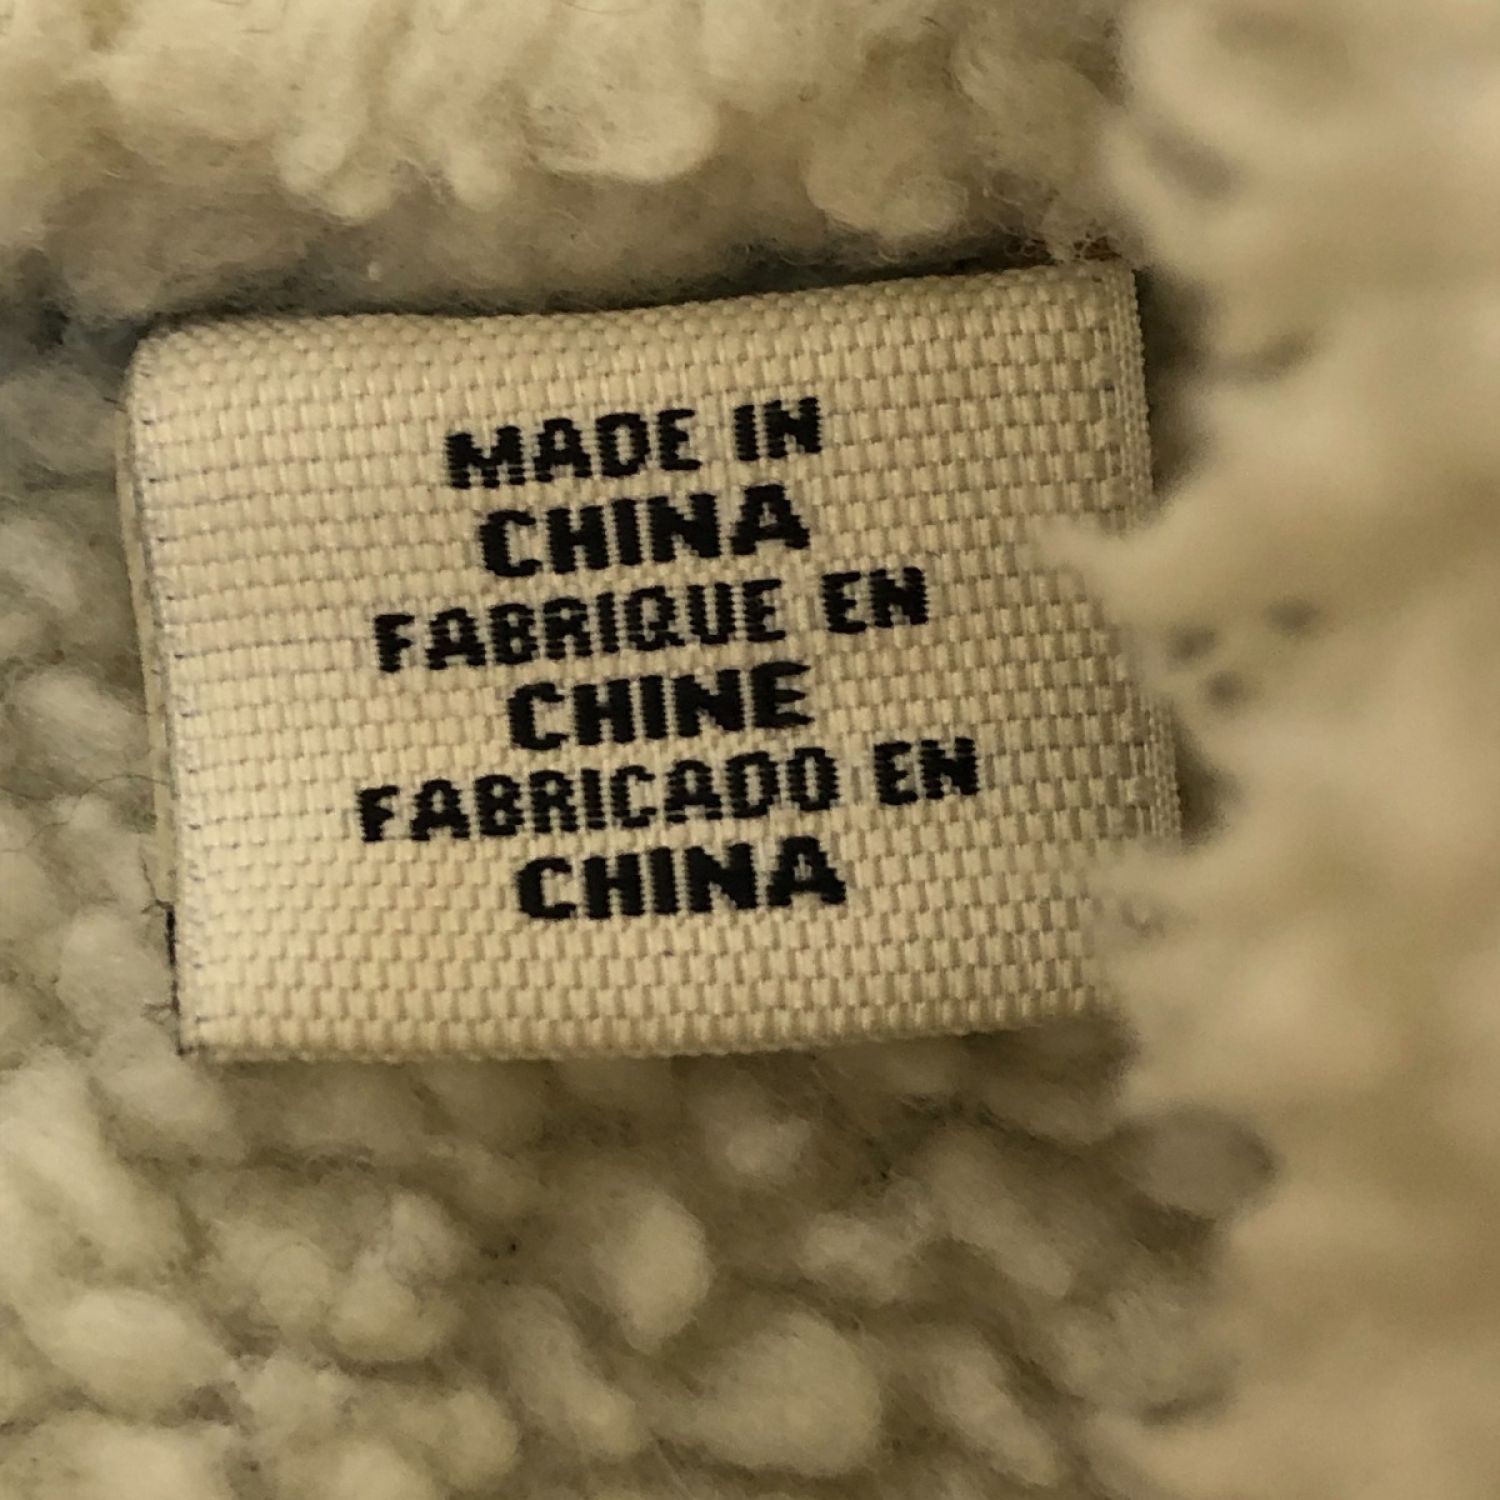 MADE IN
CHINA
FABRIQUE EN
CHINE
FABRICADO EN
CHINA